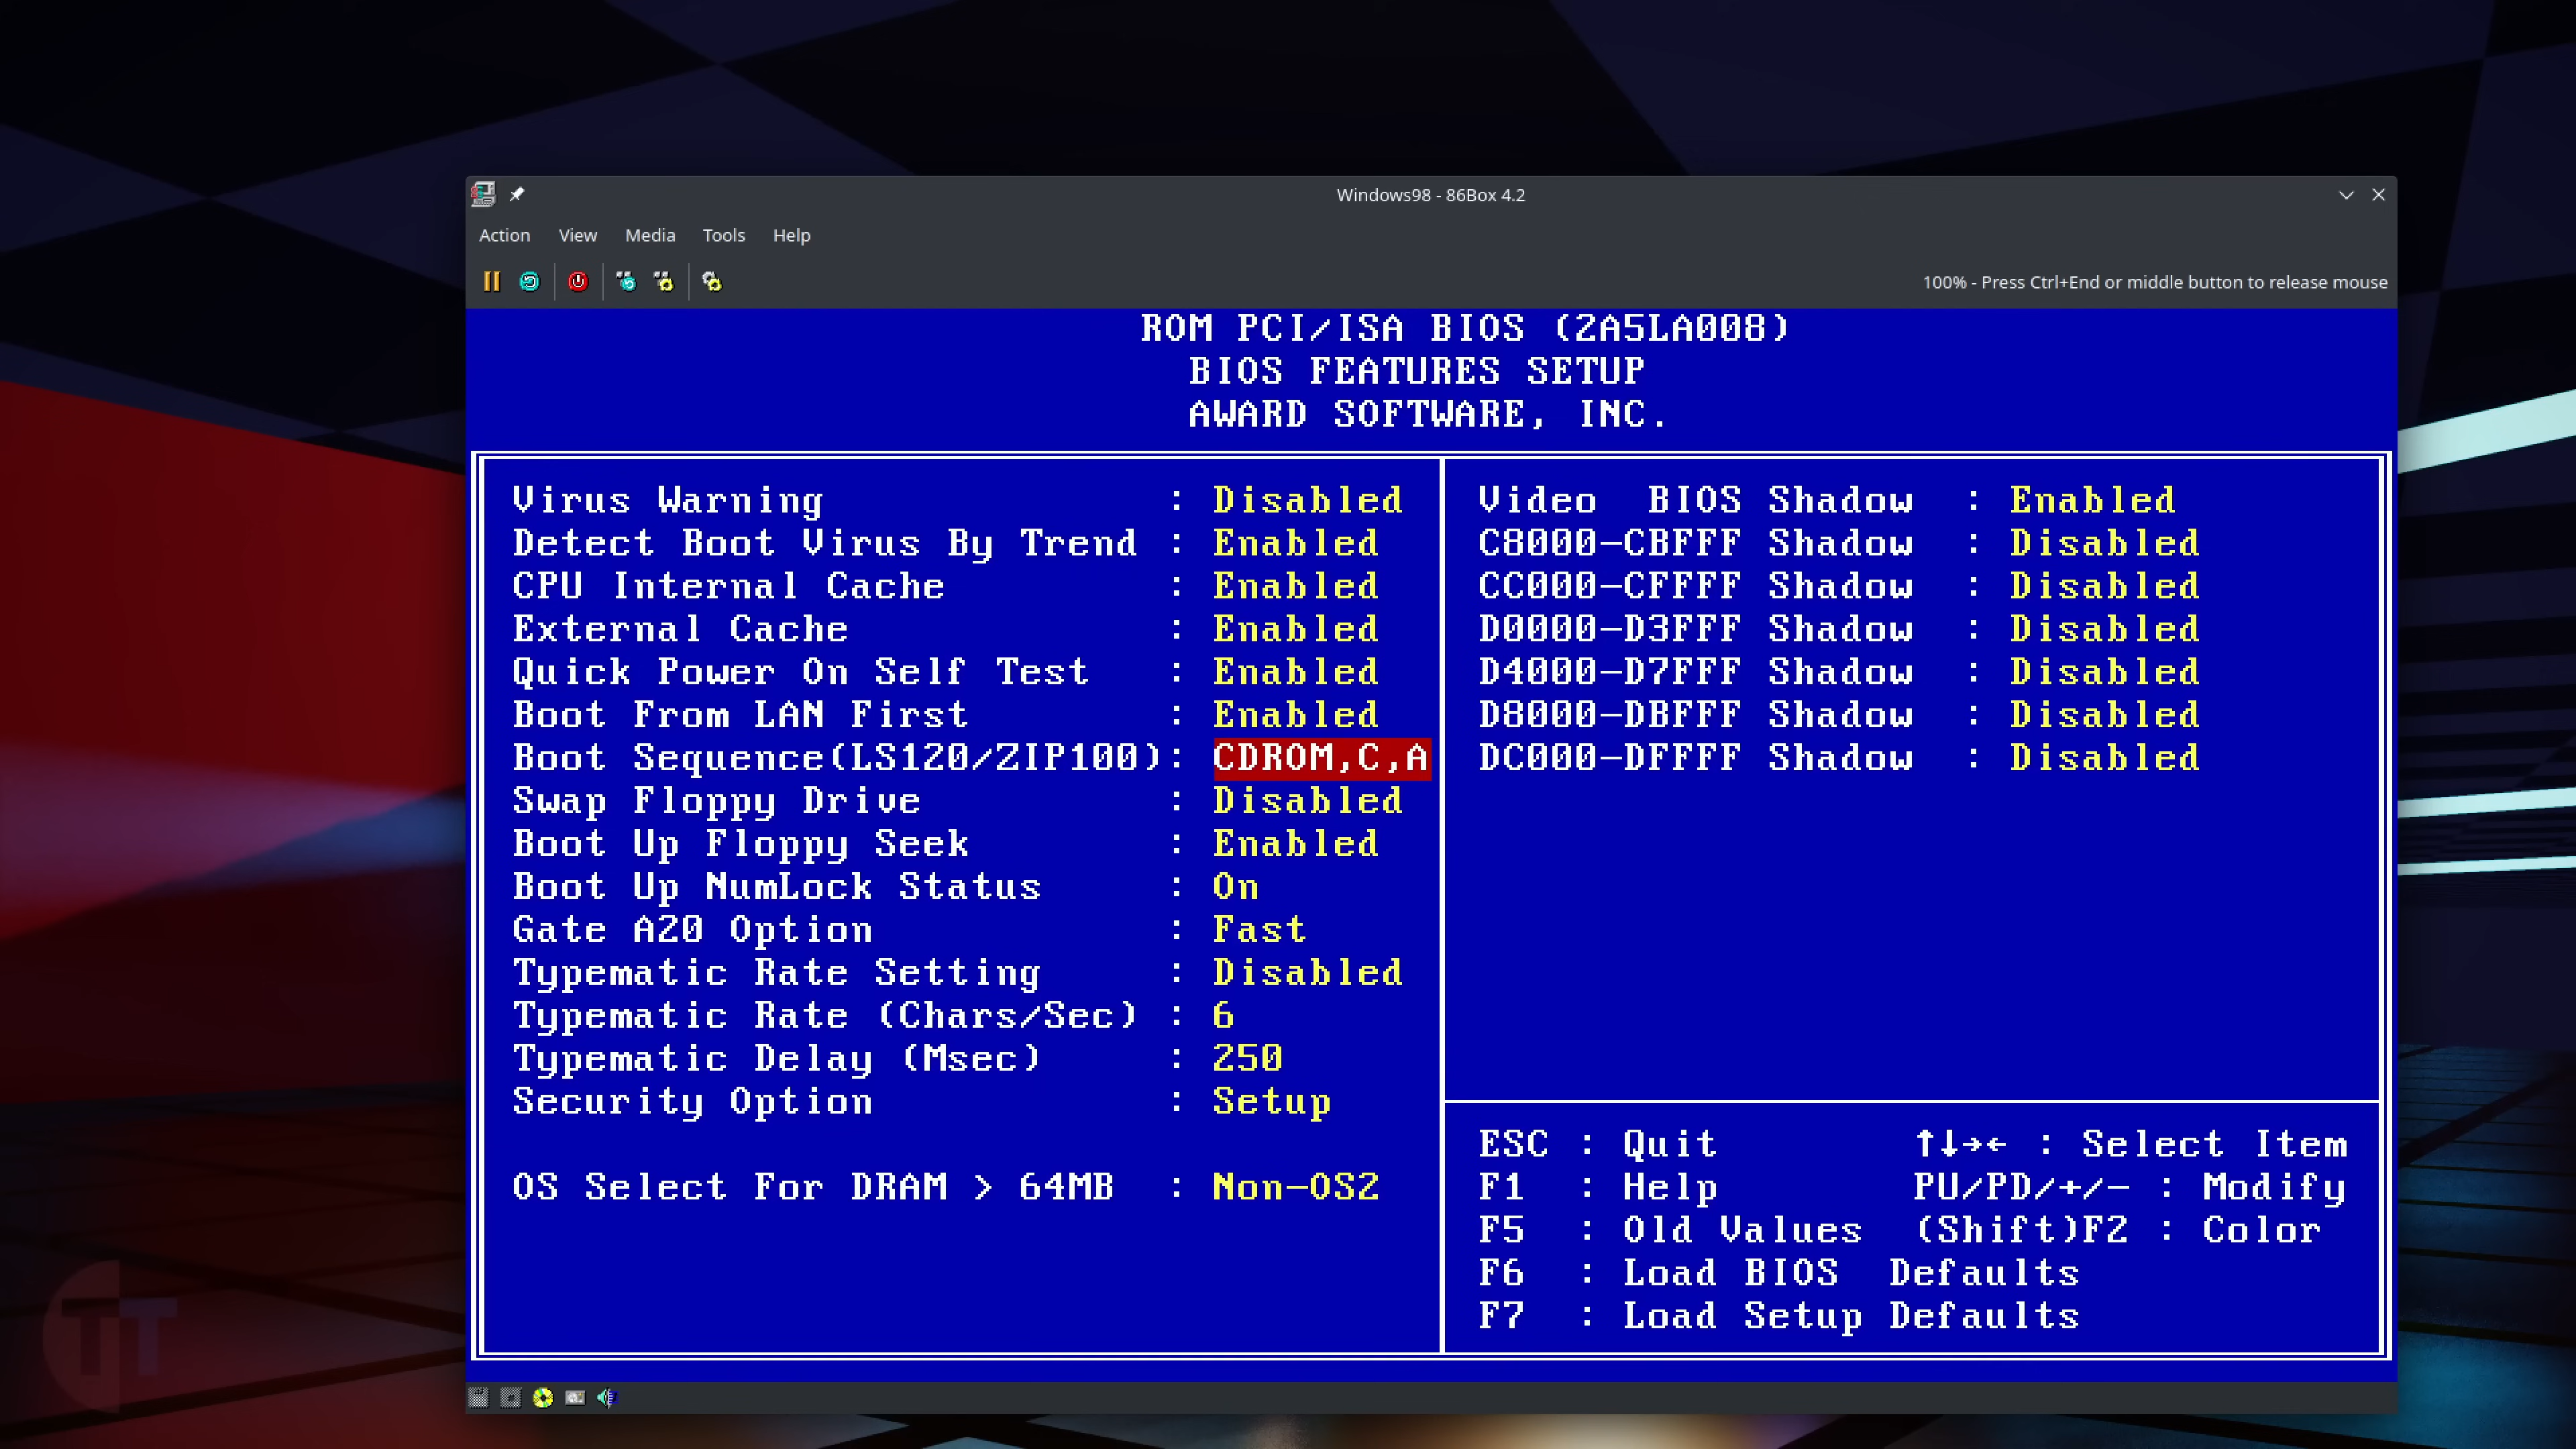 Windows98 - 86Box 4.2
Action View Media Tools Help
100% - Press Ctrl+End or middle button to release mouse
ROM PCI/ISA BIOS (2A5LA008)
BIOS FEATURES SETUP
AWARD SOFTWARE, INC.
Virus Warning : Disabled
Detect Boot Virus By Trend : Enabled
CPU Internal Cache : Enabled
External Cache : Enabled
Quick Power On Self Test : Enabled
Boot From LAN First : Enabled
Boot Sequence(LS120/ZIP100): CDROM,C,A
Swap Floppy Drive : Disabled
Boot Up Floppy Seek : Enabled
Boot Up NumLock Status : On
Gate A20 Option : Fast
Typematic Rate Setting : Disabled
Typematic Rate (Chars/Sec) : 6
Typematic Delay (Msec) : 250
Security Option : Setup
OS Select For DRAM > 64MB : Non-OS2
Video BIOS Shadow : Enabled
C8000-CBFFF Shadow : Disabled
CC000-CFFFF Shadow : Disabled
D0000-D3FFF Shadow : Disabled
D4000-D7FFF Shadow : Disabled
D8000-DBFFF Shadow : Disabled
DC000-DFFFF Shadow : Disabled
ESC : Quit ↑↓→← : Select Item
F1 : Help PU/PD/+/- : Modify
F5 : Old Values (Shift)F2 : Color
F6 : Load BIOS Defaults
F7 : Load Setup Defaults
TT